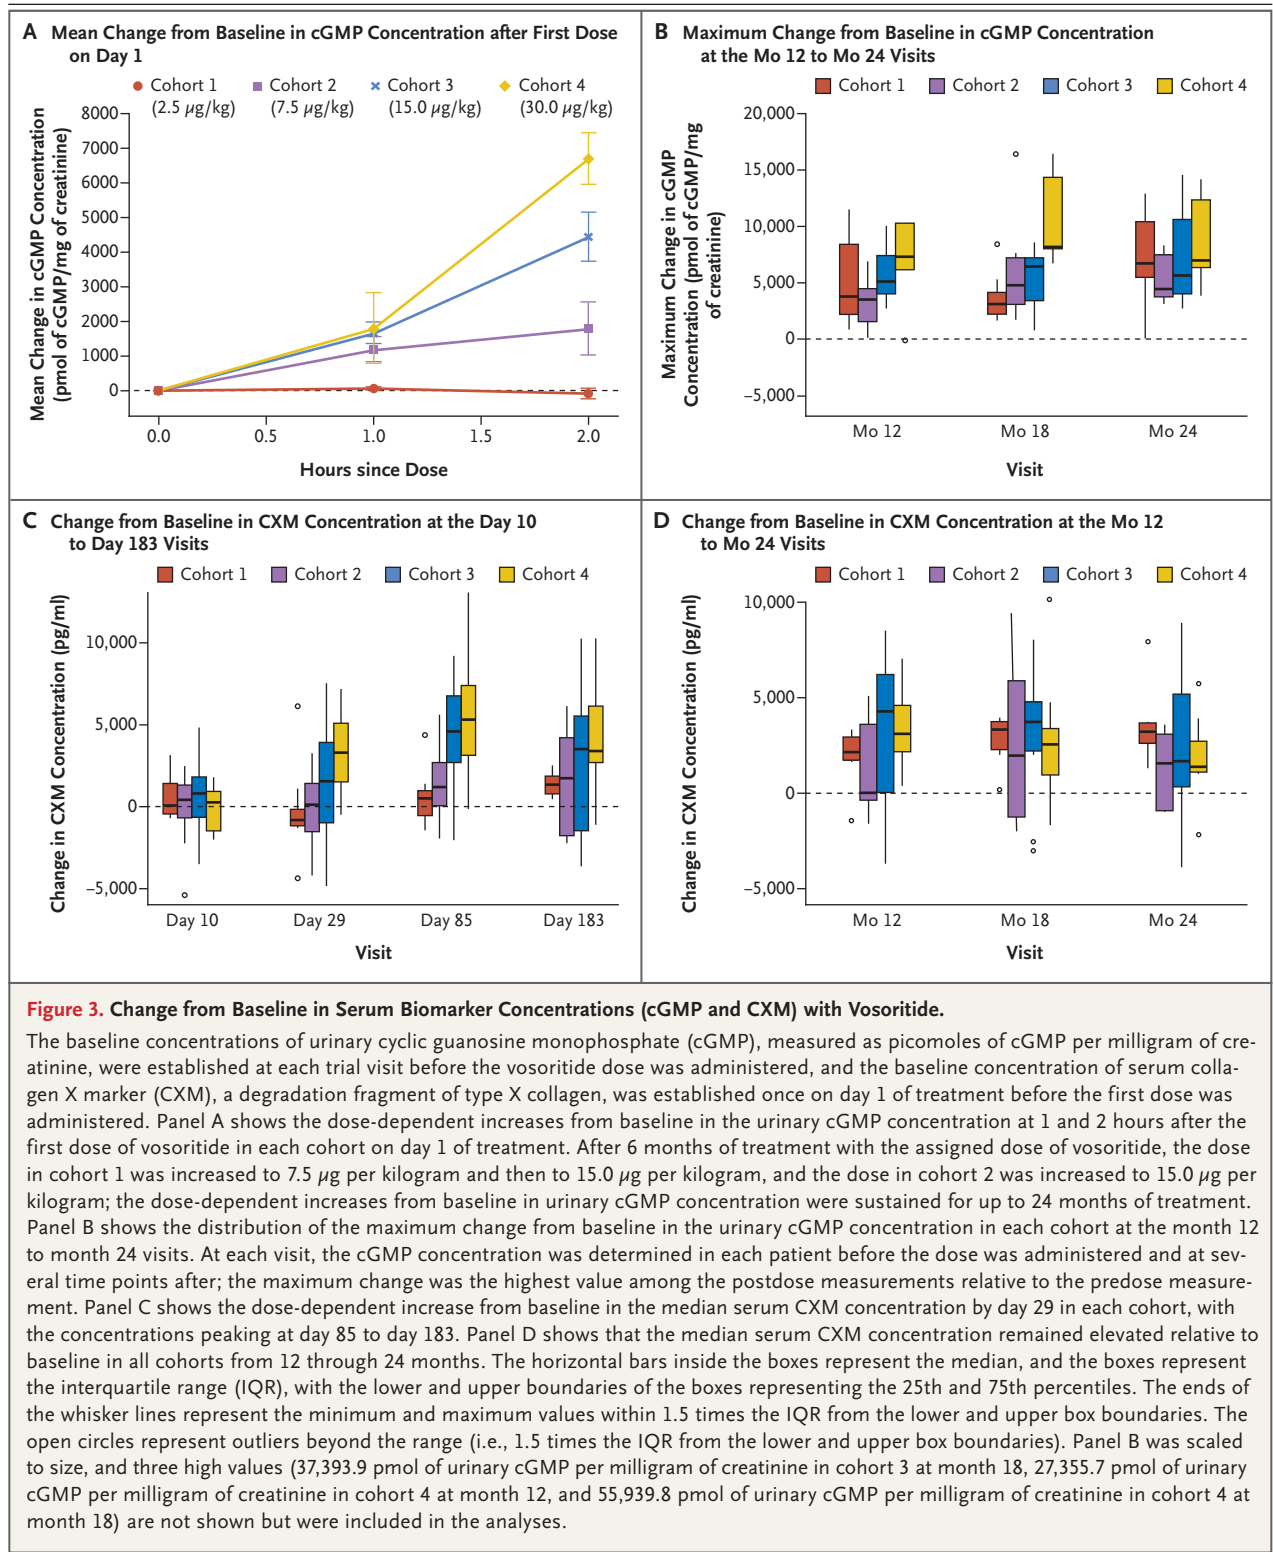 A Mean Change from Baseline in cGMP Concentration after First Dose
on Day 1
Cohort 1
(2.5 µg/kg)
Cohort 2
(7.5 µg/kg)
Cohort 3
(15.0 µg/kg)
Cohort 4
(30.0 µg/kg)
Mean Change in cGMP Concentration
(pmol of cGMP/mg of creatinine)
8000
7000
6000
5000
4000
3000
2000
1000
0
0.0 0.5 1.0 1.5 2.0
Hours since Dose
B Maximum Change from Baseline in cGMP Concentration
at the Mo 12 to Mo 24 Visits
Cohort 1 Cohort 2 Cohort 3 Cohort 4
Maximum Change in cGMP
Concentration (pmol of cGMP/mg
of creatinine)
20,000
15,000
10,000
5,000
0
−5,000
Mo 12 Mo 18 Mo 24
Visit
C Change from Baseline in CXM Concentration at the Day 10
to Day 183 Visits
Cohort 1 Cohort 2 Cohort 3 Cohort 4
Change in CXM Concentration (pg/ml)
10,000
5,000
0
−5,000
Day 10 Day 29 Day 85 Day 183
Visit
D Change from Baseline in CXM Concentration at the Mo 12
to Mo 24 Visits
Cohort 1 Cohort 2 Cohort 3 Cohort 4
Change in CXM Concentration (pg/ml)
10,000
5,000
0
−5,000
Mo 12 Mo 18 Mo 24
Visit
Figure 3. Change from Baseline in Serum Biomarker Concentrations (cGMP and CXM) with Vosoritide.
The baseline concentrations of urinary cyclic guanosine monophosphate (cGMP), measured as picomoles of cGMP per milligram of cre-
atinine, were established at each trial visit before the vosoritide dose was administered, and the baseline concentration of serum colla-
gen X marker (CXM), a degradation fragment of type X collagen, was established once on day 1 of treatment before the first dose was
administered. Panel A shows the dose-dependent increases from baseline in the urinary cGMP concentration at 1 and 2 hours after the
first dose of vosoritide in each cohort on day 1 of treatment. After 6 months of treatment with the assigned dose of vosoritide, the dose
in cohort 1 was increased to 7.5 µg per kilogram and then to 15.0 µg per kilogram, and the dose in cohort 2 was increased to 15.0 µg per
kilogram; the dose-dependent increases from baseline in urinary cGMP concentration were sustained for up to 24 months of treatment.
Panel B shows the distribution of the maximum change from baseline in the urinary cGMP concentration in each cohort at the month 12
to month 24 visits. At each visit, the cGMP concentration was determined in each patient before the dose was administered and at sev-
eral time points after; the maximum change was the highest value among the postdose measurements relative to the predose measure-
ment. Panel C shows the dose-dependent increase from baseline in the median serum CXM concentration by day 29 in each cohort, with
the concentrations peaking at day 85 to day 183. Panel D shows that the median serum CXM concentration remained elevated relative to
baseline in all cohorts from 12 through 24 months. The horizontal bars inside the boxes represent the median, and the boxes represent
the interquartile range (IQR), with the lower and upper boundaries of the boxes representing the 25th and 75th percentiles. The ends of
the whisker lines represent the minimum and maximum values within 1.5 times the IQR from the lower and upper box boundaries. The
open circles represent outliers beyond the range (i.e., 1.5 times the IQR from the lower and upper box boundaries). Panel B was scaled
to size, and three high values (37,393.9 pmol of urinary cGMP per milligram of creatinine in cohort 3 at month 18, 27,355.7 pmol of urinary
cGMP per milligram of creatinine in cohort 4 at month 12, and 55,939.8 pmol of urinary cGMP per milligram of creatinine in cohort 4 at
month 18) are not shown but were included in the analyses.